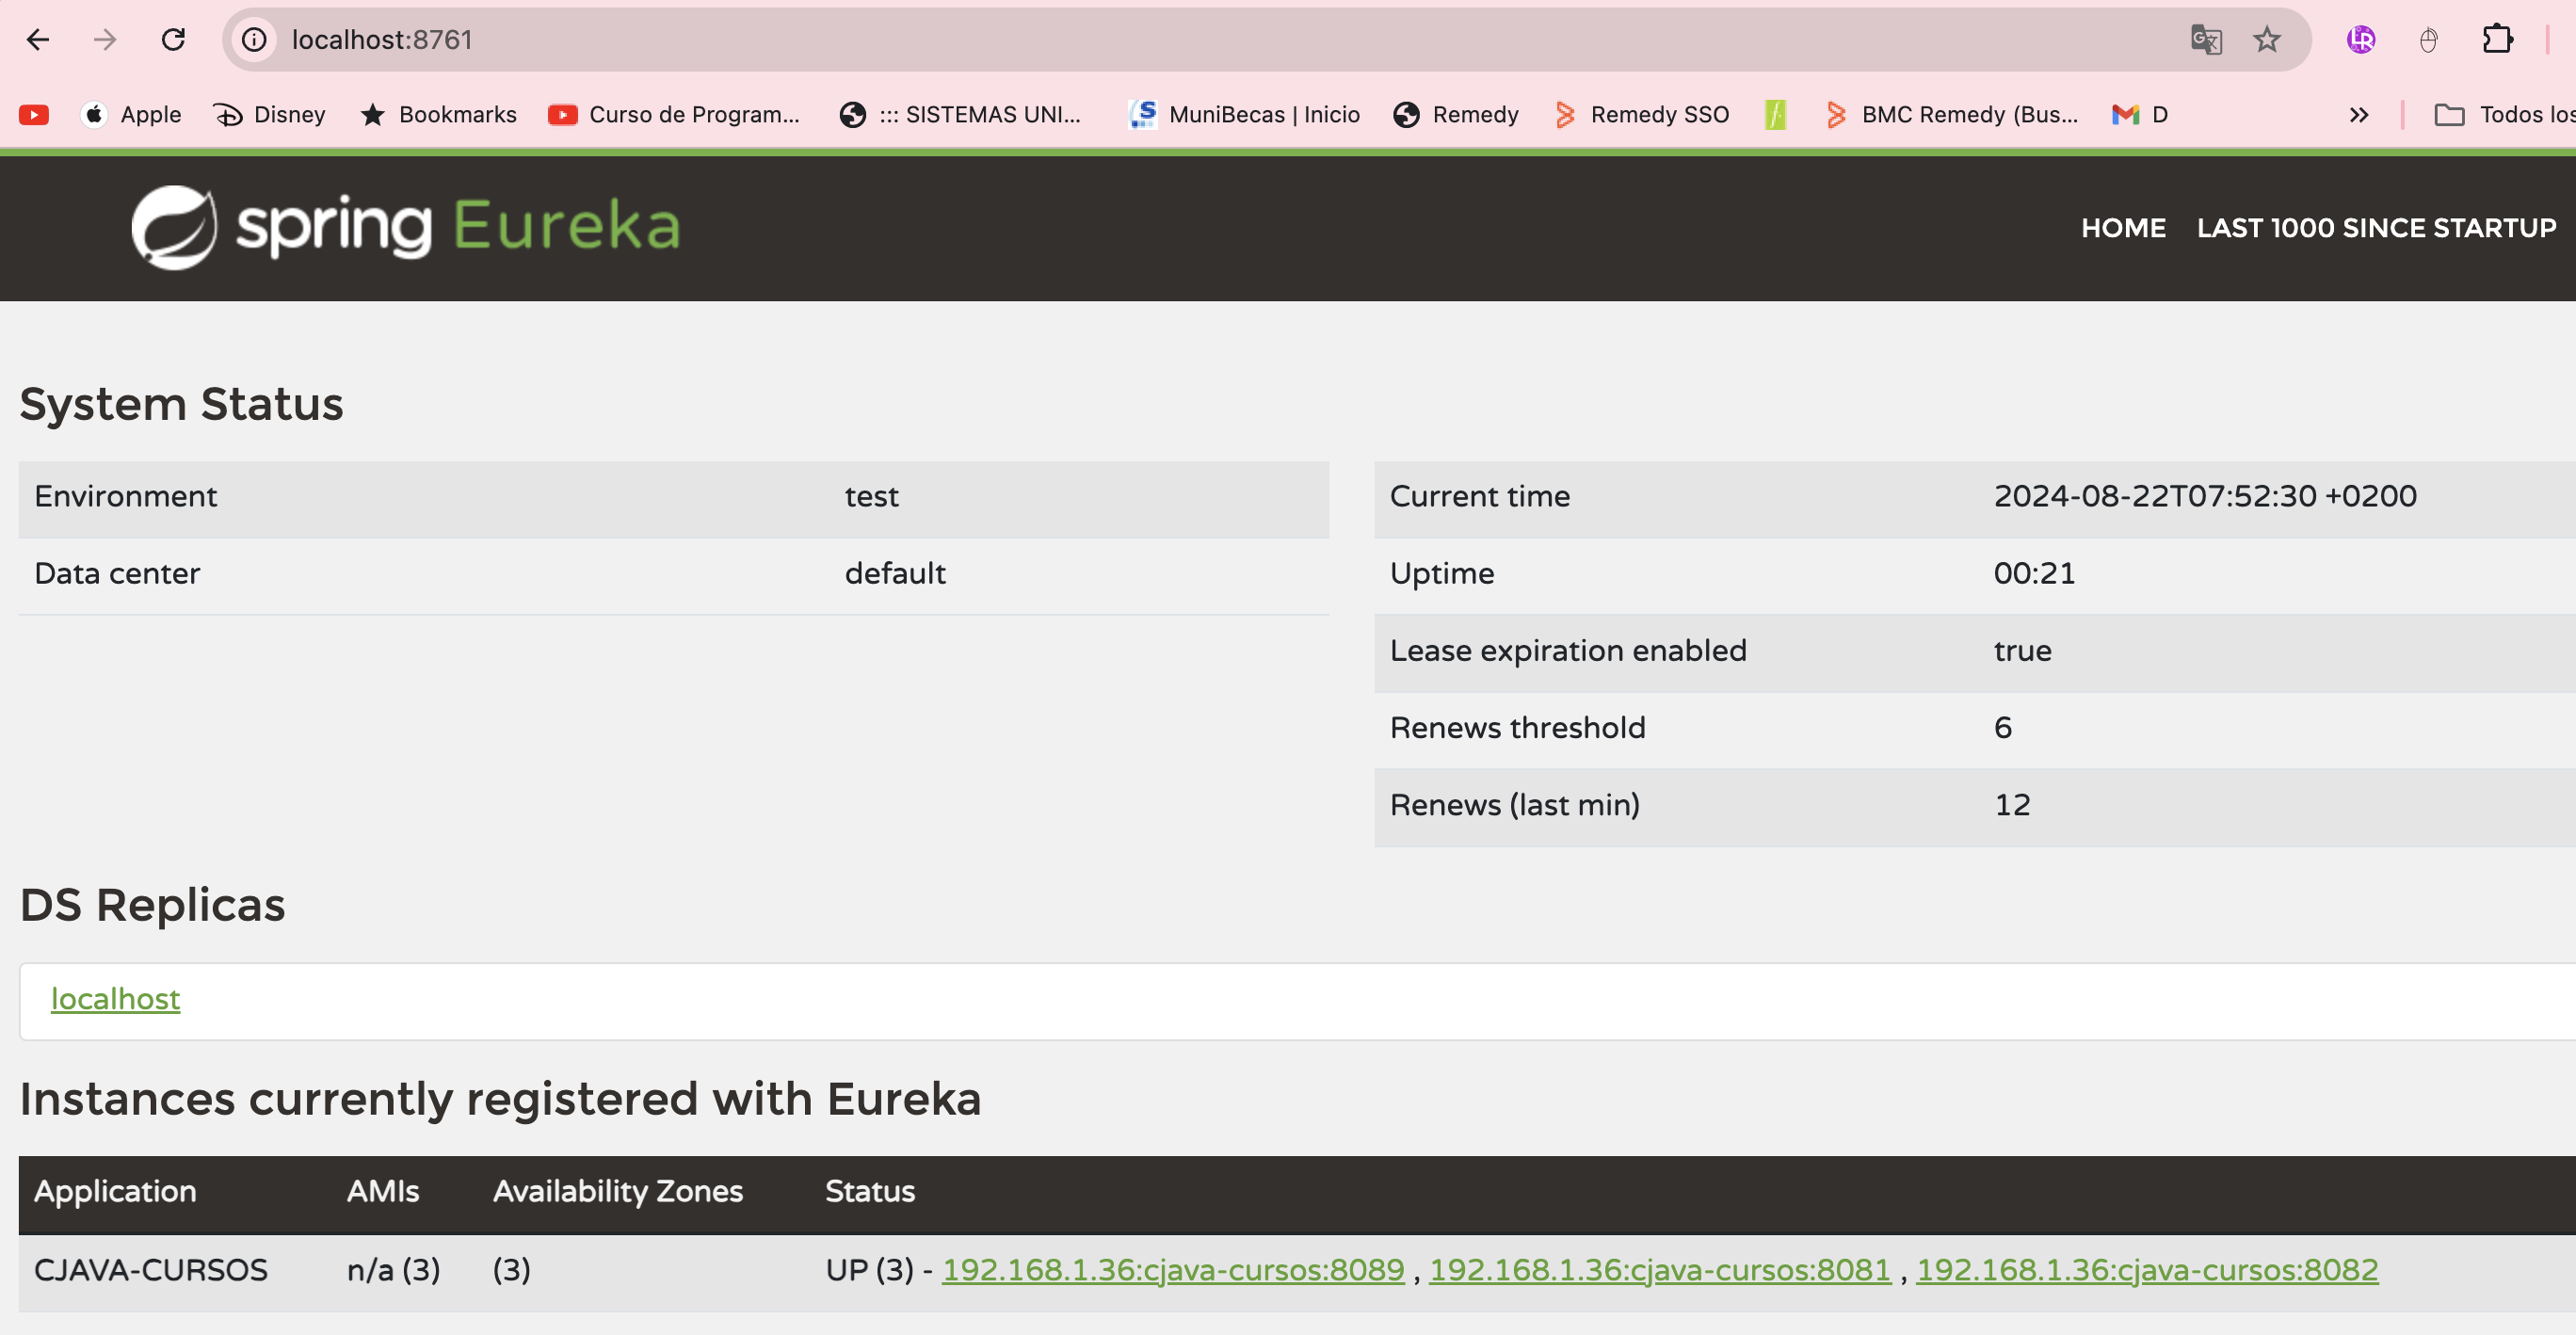 localhost:8761
Apple Disney Bookmarks Curso de Program... ::: SISTEMAS UNI... MuniBecas | Inicio Remedy Remedy SSO BMC Remedy (Bus... D » Todos los
spring Eureka HOME LAST 1000 SINCE STARTUP
System Status
Environment test
Data center default
Current time 2024-08-22T07:52:30 +0200
Uptime 00:21
Lease expiration enabled true
Renews threshold 6
Renews (last min) 12
DS Replicas
localhost
Instances currently registered with Eureka
Application AMIs Availability Zones Status
CJAVA-CURSOS n/a (3) (3) UP (3) - 192.168.1.36:cjava-cursos:8089 , 192.168.1.36:cjava-cursos:8081 , 192.168.1.36:cjava-cursos:8082